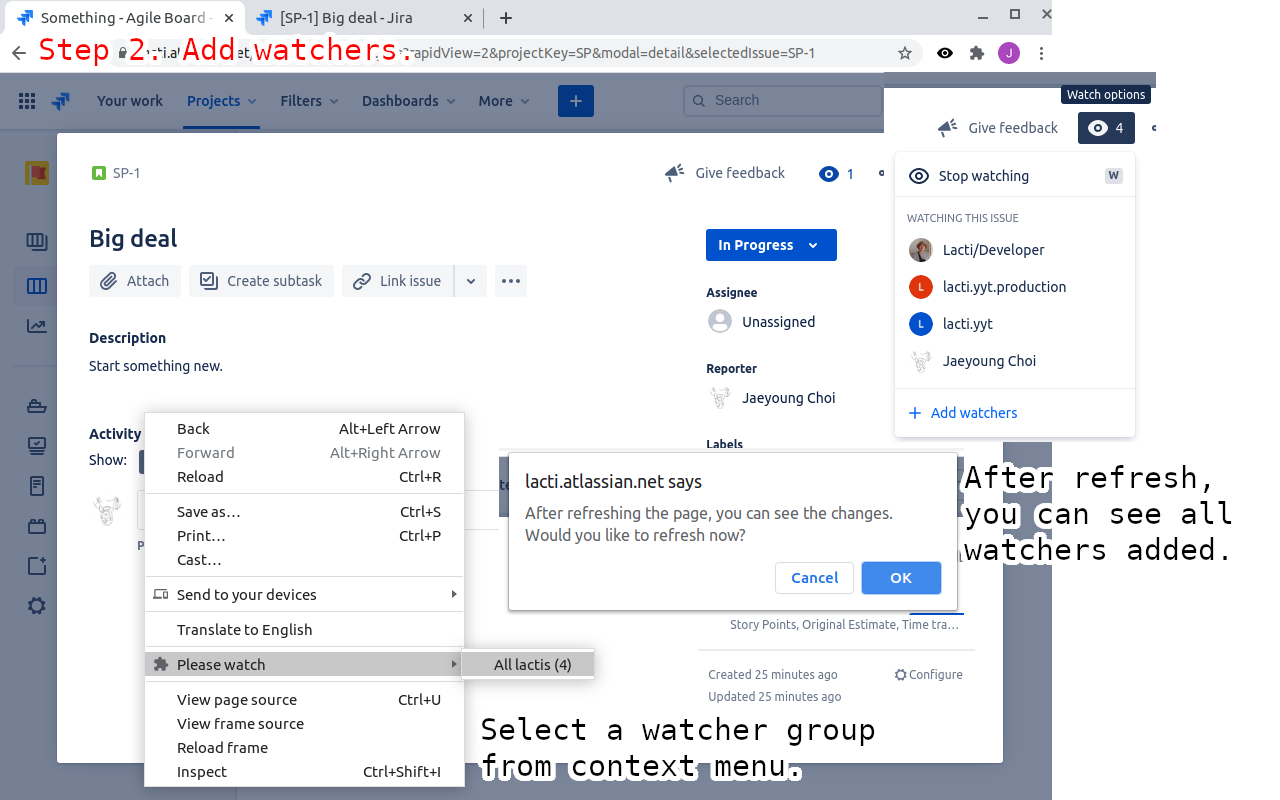 Something - Agile Board -
[SP-1] Big deal - Jira
Step 2. Add watchers.
rapidView=2&projectKey=SP&modal=detail&selectedIssue=SP-1
J
Your work
Projects
Filters
Dashboards
More
Search
Watch options
Give feedback
4
SP-1
Give feedback
1
Stop watching
W
WATCHING THIS ISSUE
Lacti/Developer
L
lacti.yyt.production
L
lacti.yyt
Jaeyoung Choi
Add watchers
Big deal
In Progress
Attach
Create subtask
Link issue
Assignee
Unassigned
Description
Start something new.
Reporter
Jaeyoung Choi
Labels
Activity
Show:
Back Alt+Left Arrow
Forward Alt+Right Arrow
Reload Ctrl+R
Save as… Ctrl+S
Print… Ctrl+P
Cast…
Send to your devices
Translate to English
Please watch
All lactis (4)
View page source Ctrl+U
View frame source
Reload frame
Inspect Ctrl+Shift+I
lacti.atlassian.net says
After refreshing the page, you can see the changes.
Would you like to refresh now?
Cancel
OK
After refresh,
you can see all
watchers added.
Story Points, Original Estimate, Time tra…
Created 25 minutes ago
Configure
Updated 25 minutes ago
Select a watcher group
from context menu.